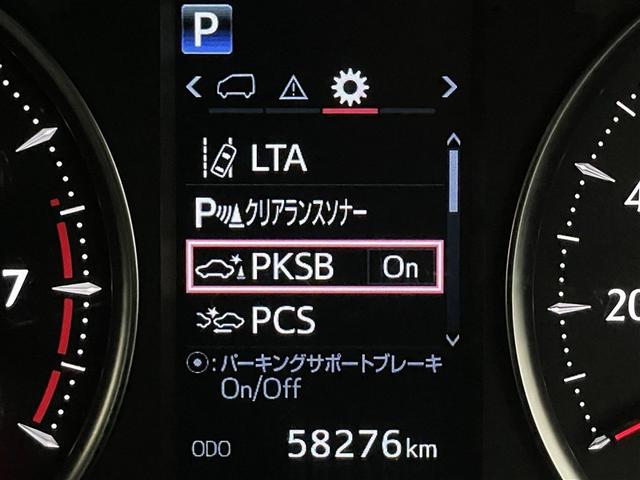 P
LTA
P クリアランスソナー
PKSB On
PCS
7
4
20
:パーキングサポートブレーキ
On/Off
ODO 58276km